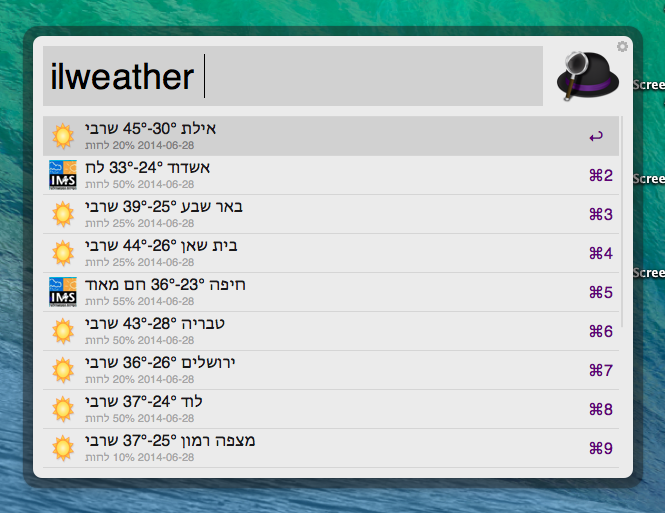 ilweather
אילת 45°-30° שרבי
2014-06-28 20% לחות
אשדוד 33°-24° לח
2014-06-28 50% לחות
⌘2
באר שבע 39°-25° שרבי
2014-06-28 25% לחות
⌘3
בית שאן 44°-26° שרבי
2014-06-28 25% לחות
⌘4
חיפה 36°-23° חם מאוד
2014-06-28 55% לחות
⌘5
טבריה 43°-28° שרבי
2014-06-28 50% לחות
⌘6
ירושלים 36°-26° שרבי
2014-06-28 20% לחות
⌘7
לוד 37°-24° שרבי
2014-06-28 50% לחות
⌘8
מצפה רמון 37°-25° שרבי
2014-06-28 10% לחות
⌘9
IMS
IMS
Scree
Scree
Scree